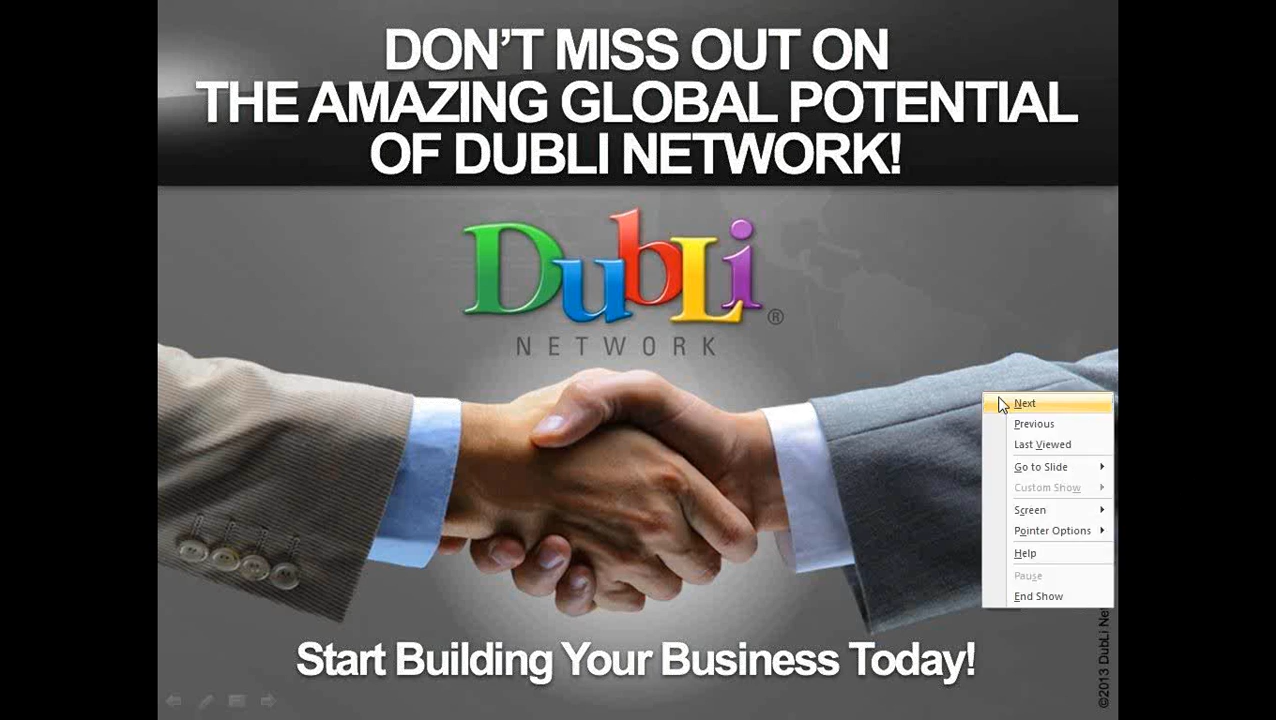 DON'T MISS OUT ON
THE AMAZING GLOBAL POTENTIAL
OF DUBLI NETWORK!
DubLi®
NETWORK
Next
Previous
Last Viewed
Go to Slide
Custom Show
Screen
Pointer Options
Help
Pause
End Show
Start Building Your Business Today!
©2013 DubLi